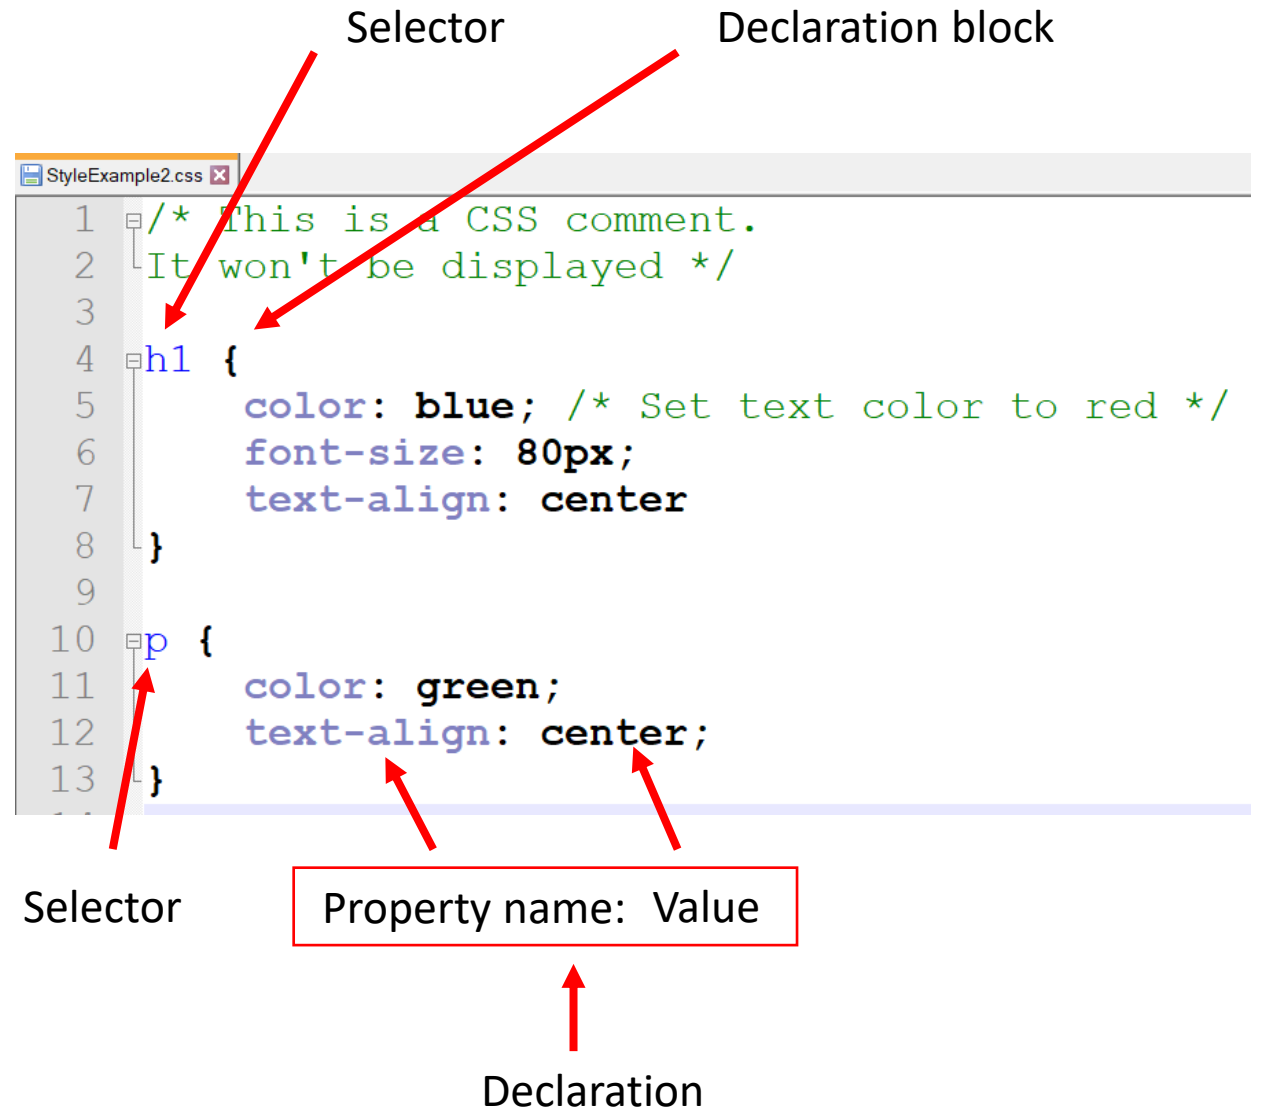 Selector Declaration block
StyleExample2.css
1 /* This is a CSS comment.
2 It won't be displayed */
3
4 h1 {
5 color: blue; /* Set text color to red */
6 font-size: 80px;
7 text-align: center
8 }
9
10 p {
11 color: green;
12 text-align: center;
13 }
Selector Property name: Value
Declaration